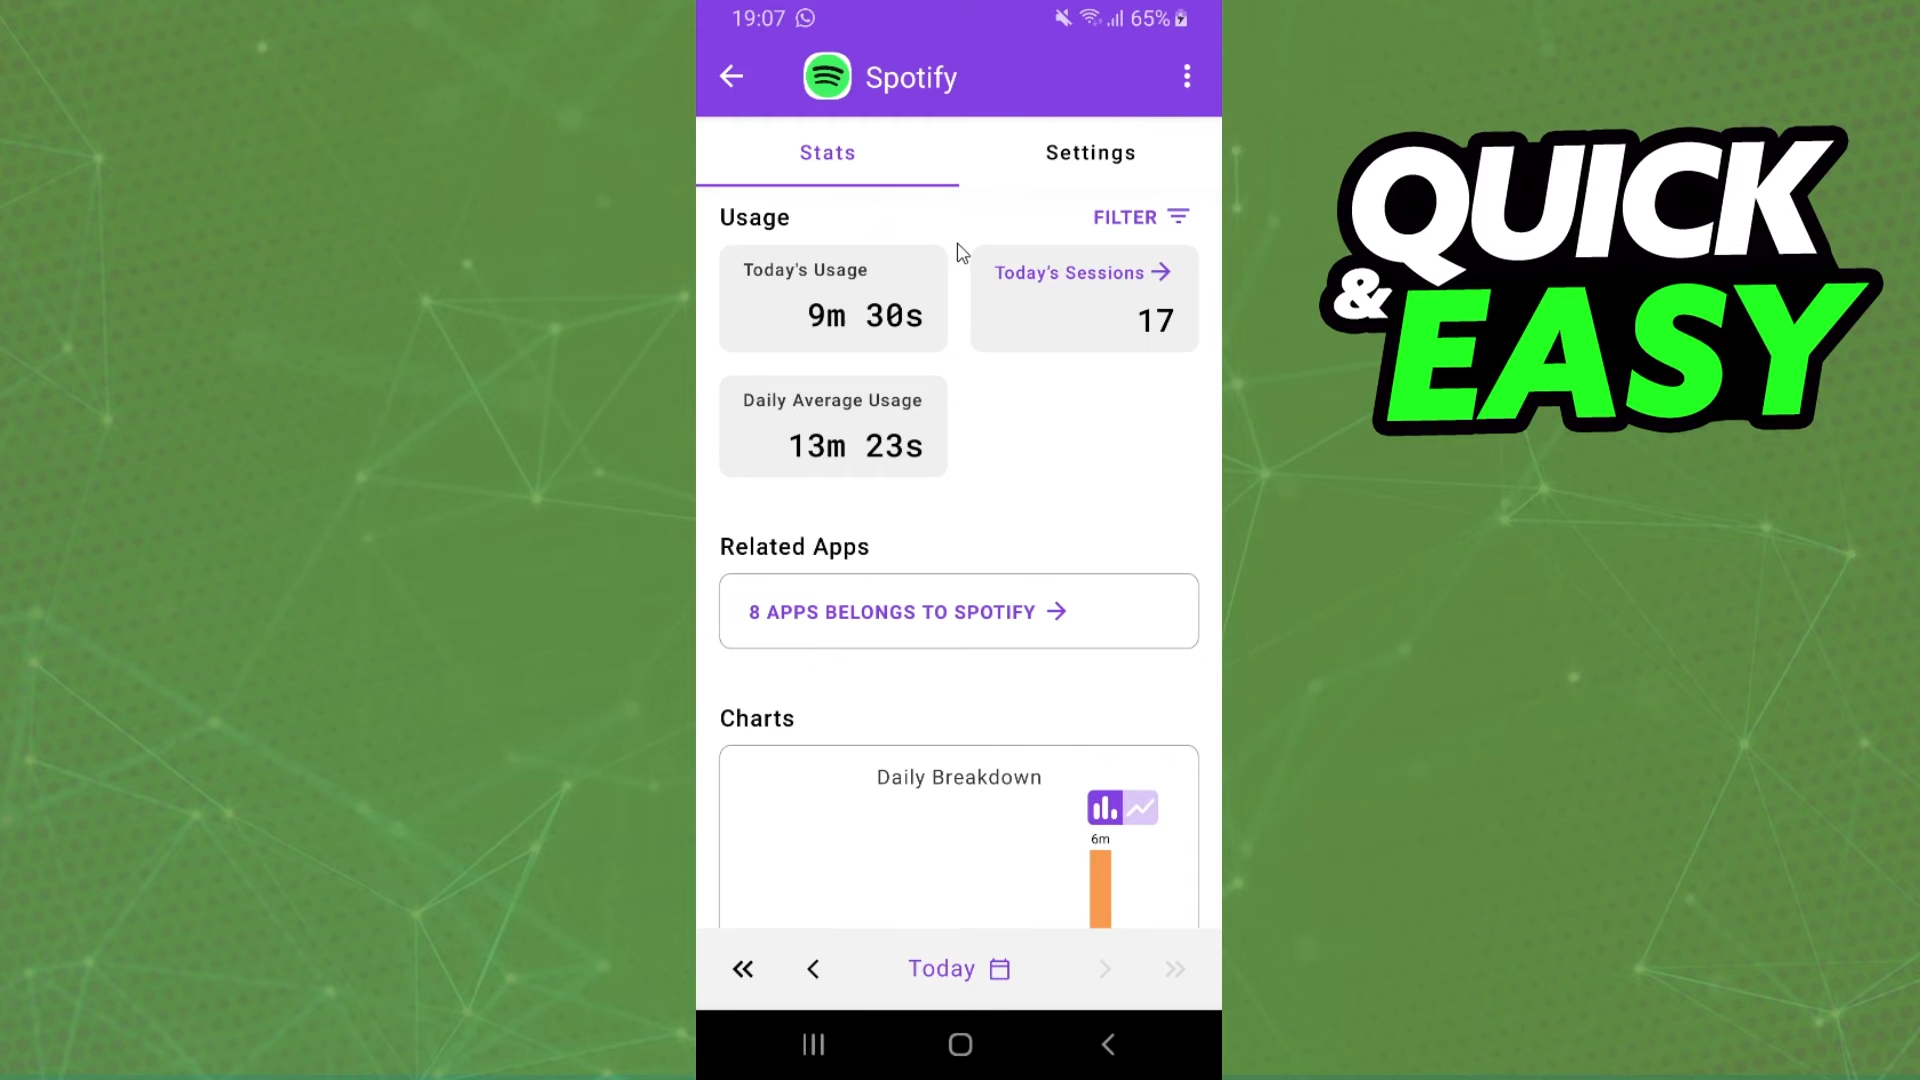 19:07
65%
Spotify
Stats
Settings
Usage
FILTER
Today's Usage
9m 30s
Today's Sessions
17
Daily Average Usage
13m 23s
Related Apps
8 APPS BELONGS TO SPOTIFY
Charts
Daily Breakdown
6m
Today
QUICK
&
EASY